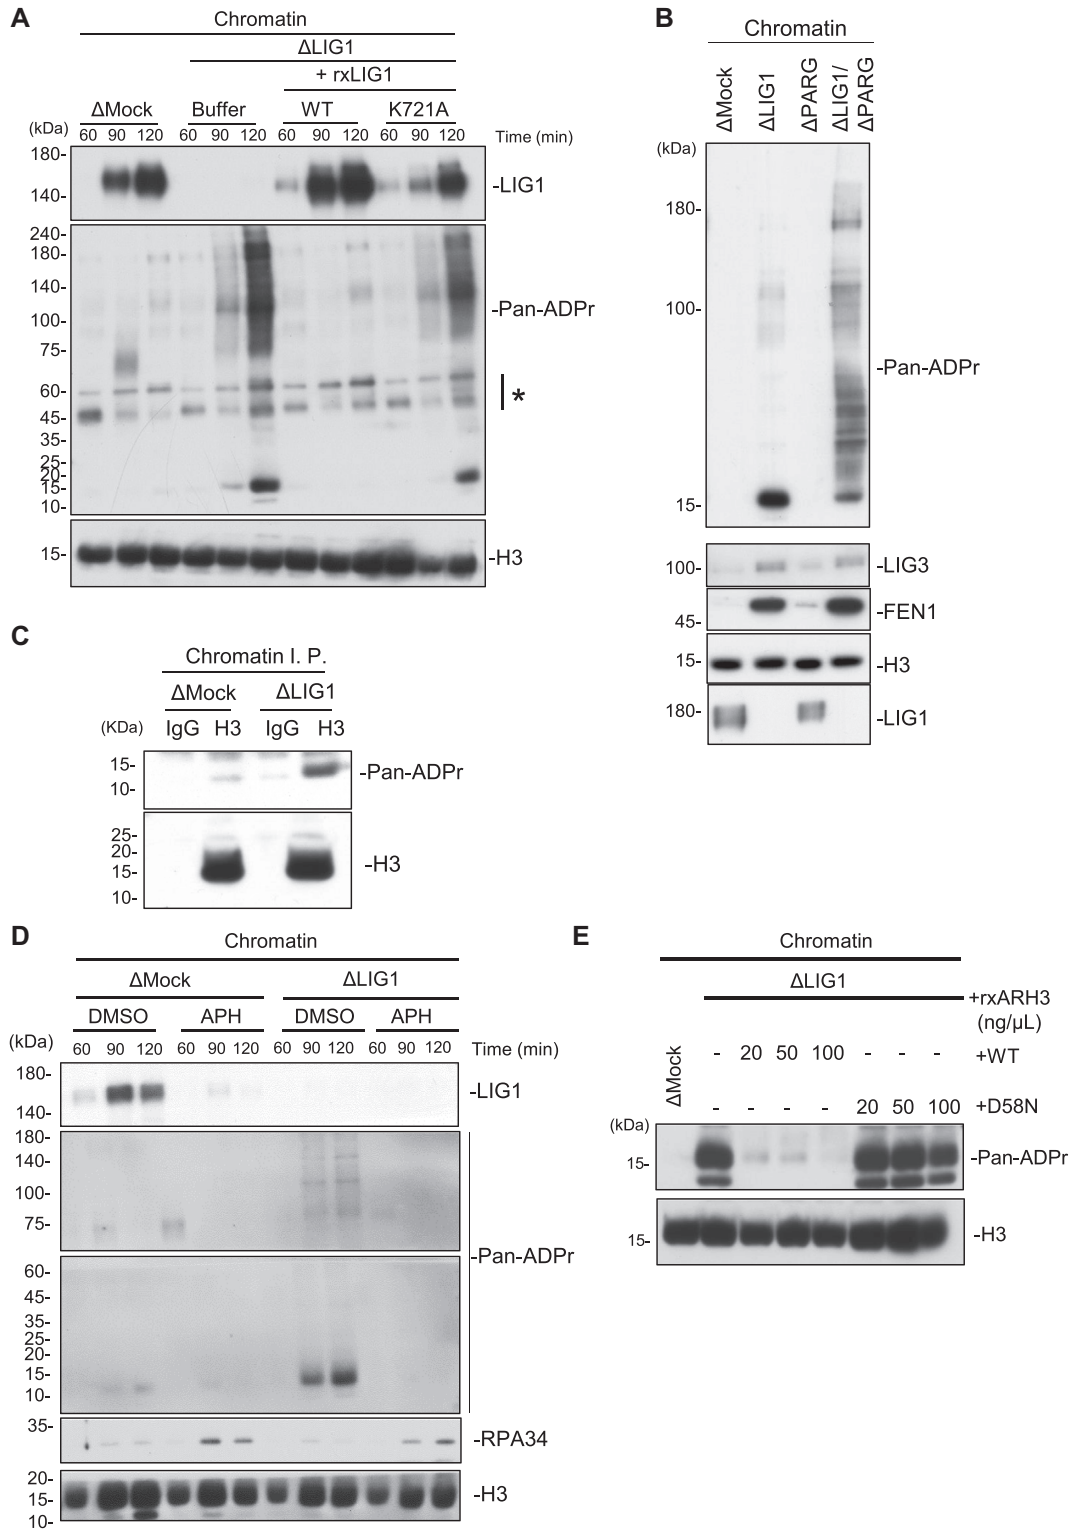 A
Chromatin
ΔLIG1
+ rxLIG1
ΔMock Buffer WT K721A
(kDa) 60 90 120 60 90 120 60 90 120 60 90 120 Time (min)
180-
140-
-LIG1
240-
180-
140-
100-
75-
60-
45-
35-
25-
20-
15-
10-
-Pan-ADPr
*
15-
-H3
B
Chromatin
ΔMock
ΔLIG1
ΔPARG
ΔLIG1/
ΔPARG
(kDa)
180-
100-
15-
-Pan-ADPr
100-
-LIG3
45-
-FEN1
15-
-H3
180-
-LIG1
C
Chromatin I. P.
ΔMock ΔLIG1
(KDa) IgG H3 IgG H3
15-
10-
-Pan-ADPr
25-
20-
15-
10-
-H3
D
Chromatin
ΔMock ΔLIG1
DMSO APH DMSO APH
(kDa) 60 90 120 60 90 120 60 90 120 60 90 120 Time (min)
180-
140-
-LIG1
180-
140-
100-
75-
60-
45-
35-
25-
20-
15-
10-
-Pan-ADPr
35-
-RPA34
20-
15-
10-
-H3
E
Chromatin
ΔLIG1
+rxARH3
(ng/µL)
ΔMock
- 20 50 100 - - - +WT
- - - - 20 50 100 +D58N
(kDa)
15-
-Pan-ADPr
15-
-H3